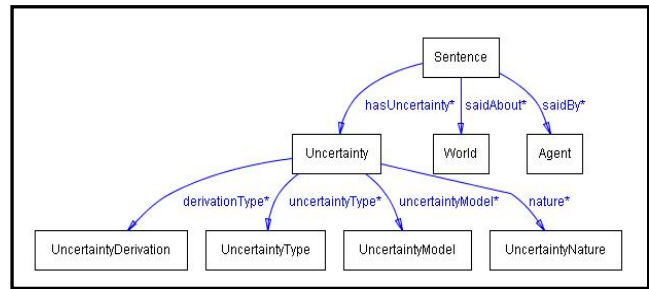 Sentence
hasUncertainty* saidAbout* saidBy*
Uncertainty World Agent
derivationType* uncertaintyType* uncertaintyModel* nature*
UncertaintyDerivation UncertaintyType UncertaintyModel UncertaintyNature